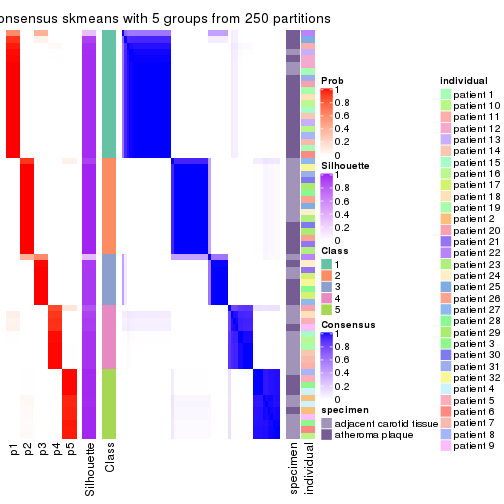 onsensus skmeans with 5 groups from 250 partitions
Prob
1
0.8
0.6
0.4
0.2
0
Silhouette
1
0.8
0.6
0.4
0.2
0
Class
1
2
3
4
5
Consensus
1
0.8
0.6
0.4
0.2
0
specimen
adjacent carotid tissue
atheroma plaque
individual
patient 1
patient 10
patient 11
patient 12
patient 13
patient 14
patient 15
patient 16
patient 17
patient 18
patient 19
patient 2
patient 20
patient 21
patient 22
patient 23
patient 24
patient 25
patient 26
patient 27
patient 28
patient 29
patient 3
patient 30
patient 31
patient 32
patient 4
patient 5
patient 6
patient 7
patient 8
patient 9
p1
p2
p3
p4
p5
Silhouette
Class
specimen
individual